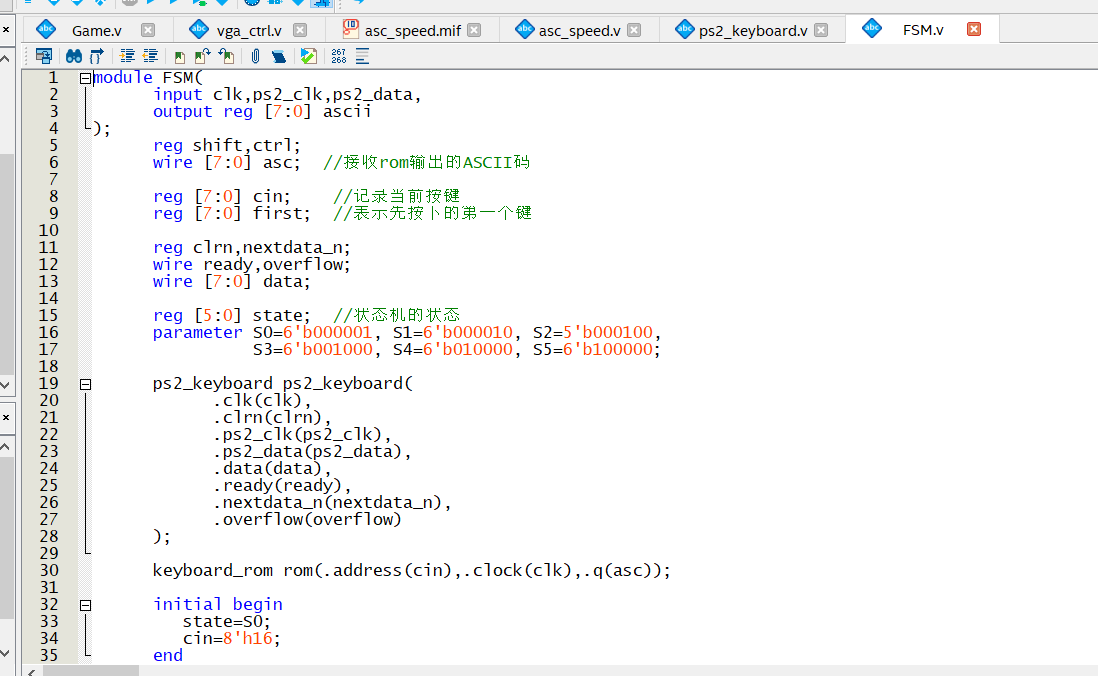 Game.v vga_ctrl.v asc_speed.mif asc_speed.v ps2_keyboard.v FSM.v
267
268
1 module FSM(
2 input clk,ps2_clk,ps2_data,
3 output reg [7:0] ascii
4 );
5 reg shift,ctrl;
6 wire [7:0] asc; //接收rom输出的ASCII码
7
8 reg [7:0] cin; //记录当前按键
9 reg [7:0] first; //表示先按下的第一个键
10
11 reg clrn,nextdata_n;
12 wire ready,overflow;
13 wire [7:0] data;
14
15 reg [5:0] state; //状态机的状态
16 parameter S0=6'b000001, S1=6'b000010, S2=5'b000100,
17 S3=6'b001000, S4=6'b010000, S5=6'b100000;
18
19 ps2_keyboard ps2_keyboard(
20 .clk(clk),
21 .clrn(clrn),
22 .ps2_clk(ps2_clk),
23 .ps2_data(ps2_data),
24 .data(data),
25 .ready(ready),
26 .nextdata_n(nextdata_n),
27 .overflow(overflow)
28 );
29
30 keyboard_rom rom(.address(cin),.clock(clk),.q(asc));
31
32 initial begin
33 state=S0;
34 cin=8'h16;
35 end